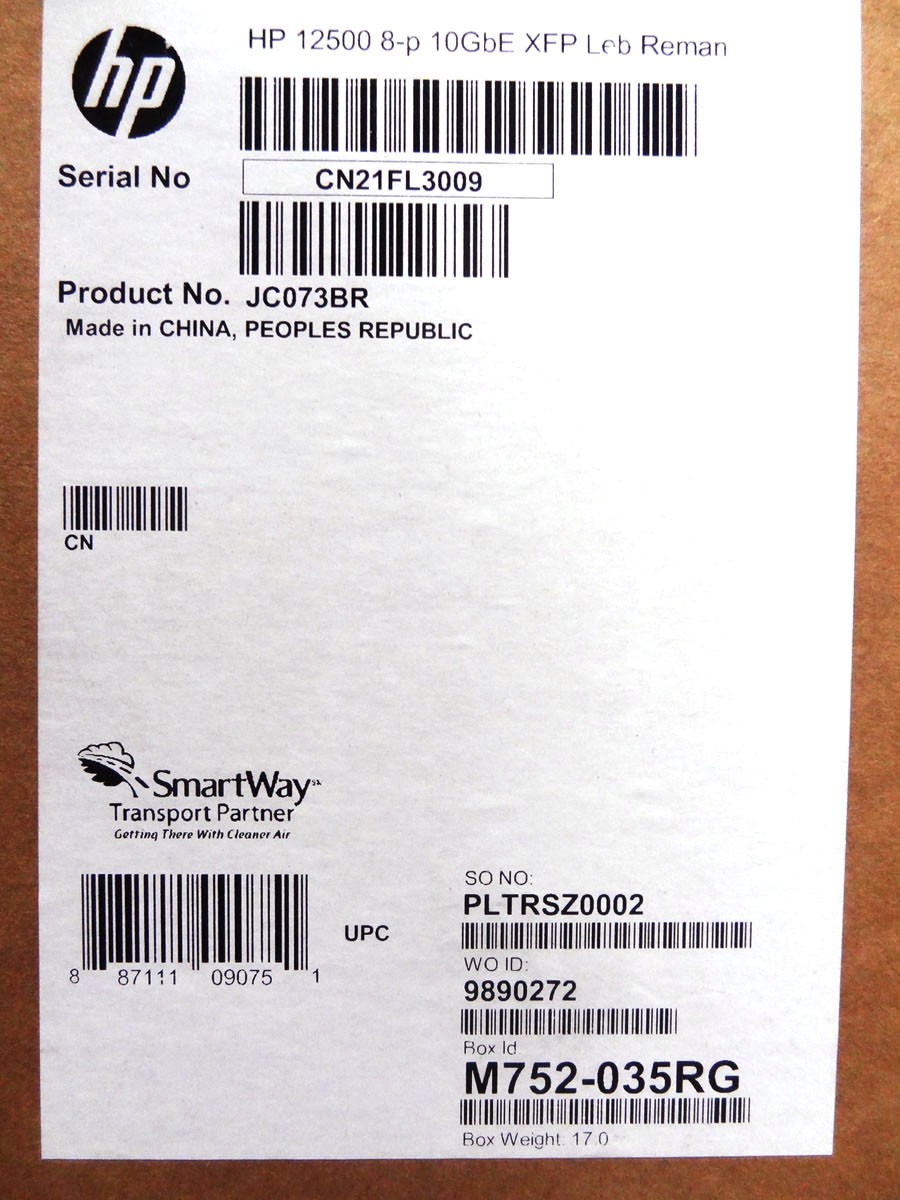 hp
HP 12500 8-p 10GbE XFP Leb Reman
Serial No
CN21FL3009
Product No. JC073BR
Made in CHINA, PEOPLES REPUBLIC
CN
SmartWay
Transport Partner
Getting There With Cleaner Air
8 87111 09075 1
UPC
SO NO:
PLTRSZ0002
WO ID:
9890272
Box Id
M752-035RG
Box Weight: 17.0